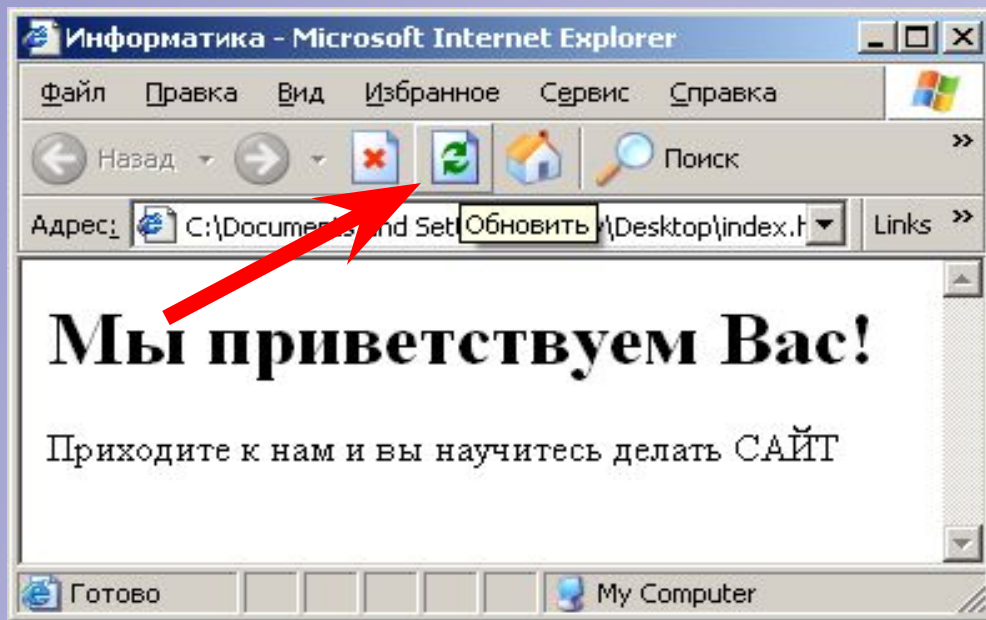 Информатика - Microsoft Internet Explorer
Файл Правка Вид Избранное Сервис Справка
Назад Поиск »
Адрес: C:\Documents and Set \Desktop\index.h Links »
Обновить
Мы приветствуем Вас!
Приходите к нам и вы научитесь делать САЙТ
Готово My Computer